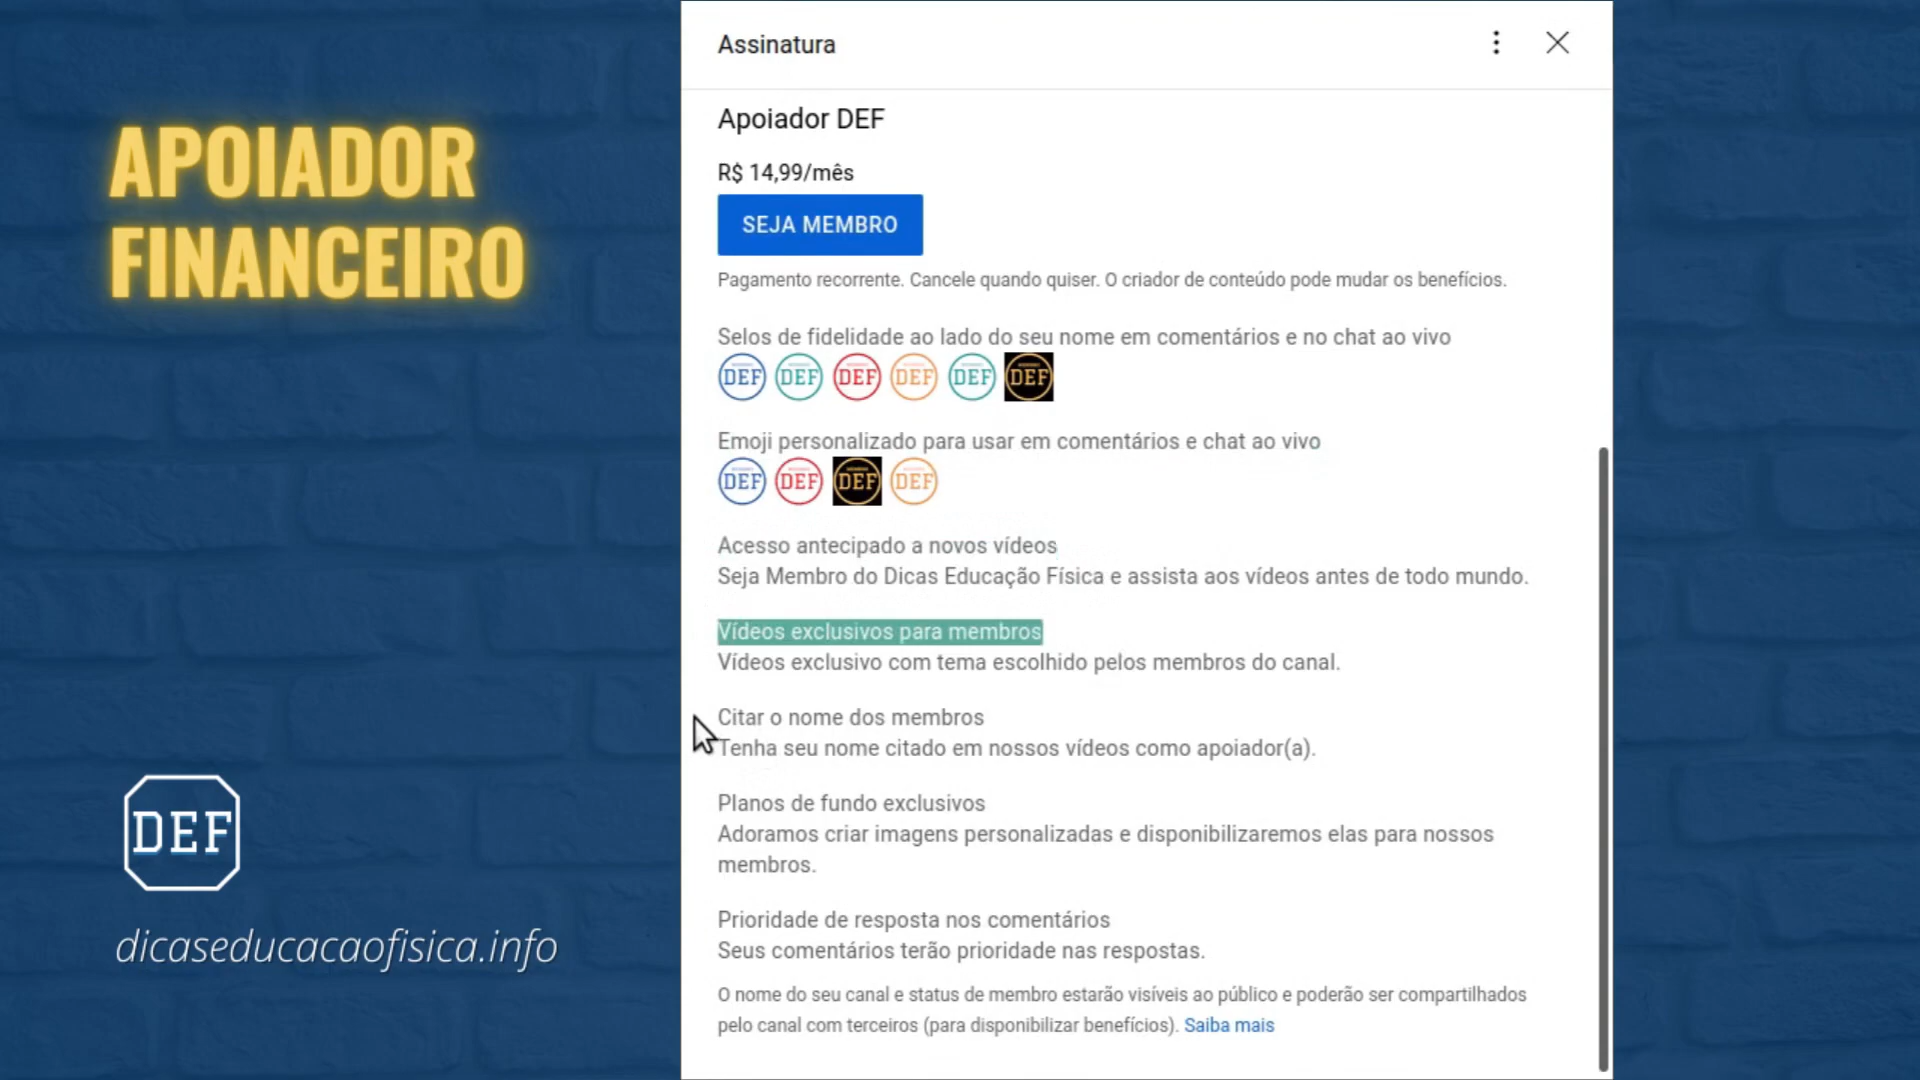 APOIADOR
FINANCEIRO
DEF
dicaseducacaofisica.info
Assinatura
Apoiador DEF
R$ 14,99/mês
SEJA MEMBRO
Pagamento recorrente. Cancele quando quiser. O criador de conteúdo pode mudar os benefícios.
Selos de fidelidade ao lado do seu nome em comentários e no chat ao vivo
DEF DEF DEF DEF DEF DEF
Emoji personalizado para usar em comentários e chat ao vivo
DEF DEF DEF DEF
Acesso antecipado a novos vídeos
Seja Membro do Dicas Educação Física e assista aos vídeos antes de todo mundo.
Vídeos exclusivos para membros
Vídeos exclusivo com tema escolhido pelos membros do canal.
Citar o nome dos membros
Tenha seu nome citado em nossos vídeos como apoiador(a).
Planos de fundo exclusivos
Adoramos criar imagens personalizadas e disponibilizaremos elas para nossos
membros.
Prioridade de resposta nos comentários
Seus comentários terão prioridade nas respostas.
O nome do seu canal e status de membro estarão visíveis ao público e poderão ser compartilhados
pelo canal com terceiros (para disponibilizar benefícios). Saiba mais